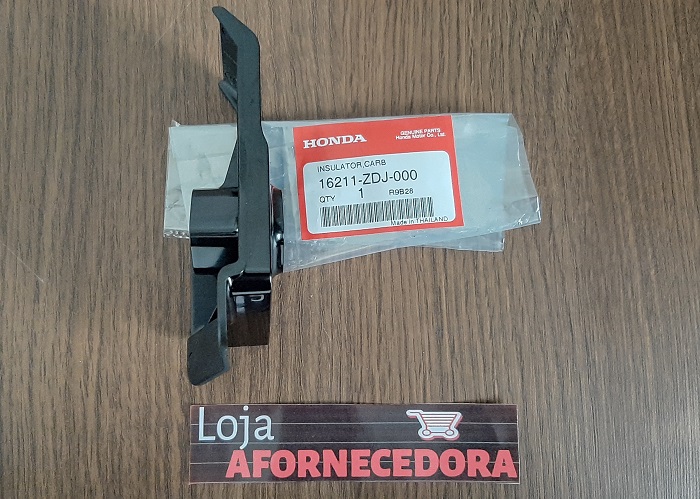 HONDA
GENUINE PARTS
Honda Motor Co., Ltd.
INSULATOR,CARB
16211-ZDJ-000
QTY 1 R9B28
Made in THAILAND
Loja
AFORNECEDORA